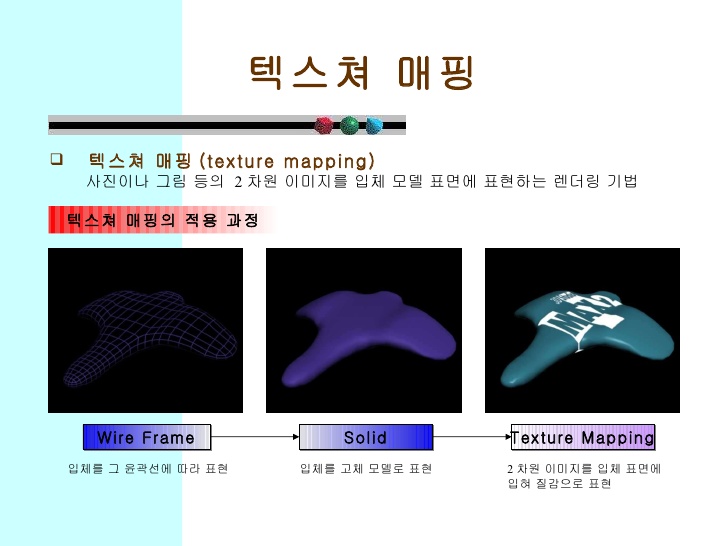 텍스쳐 매핑
텍스쳐 매핑 (texture mapping)
사진이나 그림 등의 2 차원 이미지를 입체 모델 표면에 표현하는 렌더링 기법
텍스쳐 매핑의 적용 과정
Wire Frame
Solid
Texture Mapping
입체를 그 윤곽선에 따라 표현
입체를 고체 모델로 표현
2 차원 이미지를 입체 표면에
입혀 질감으로 표현